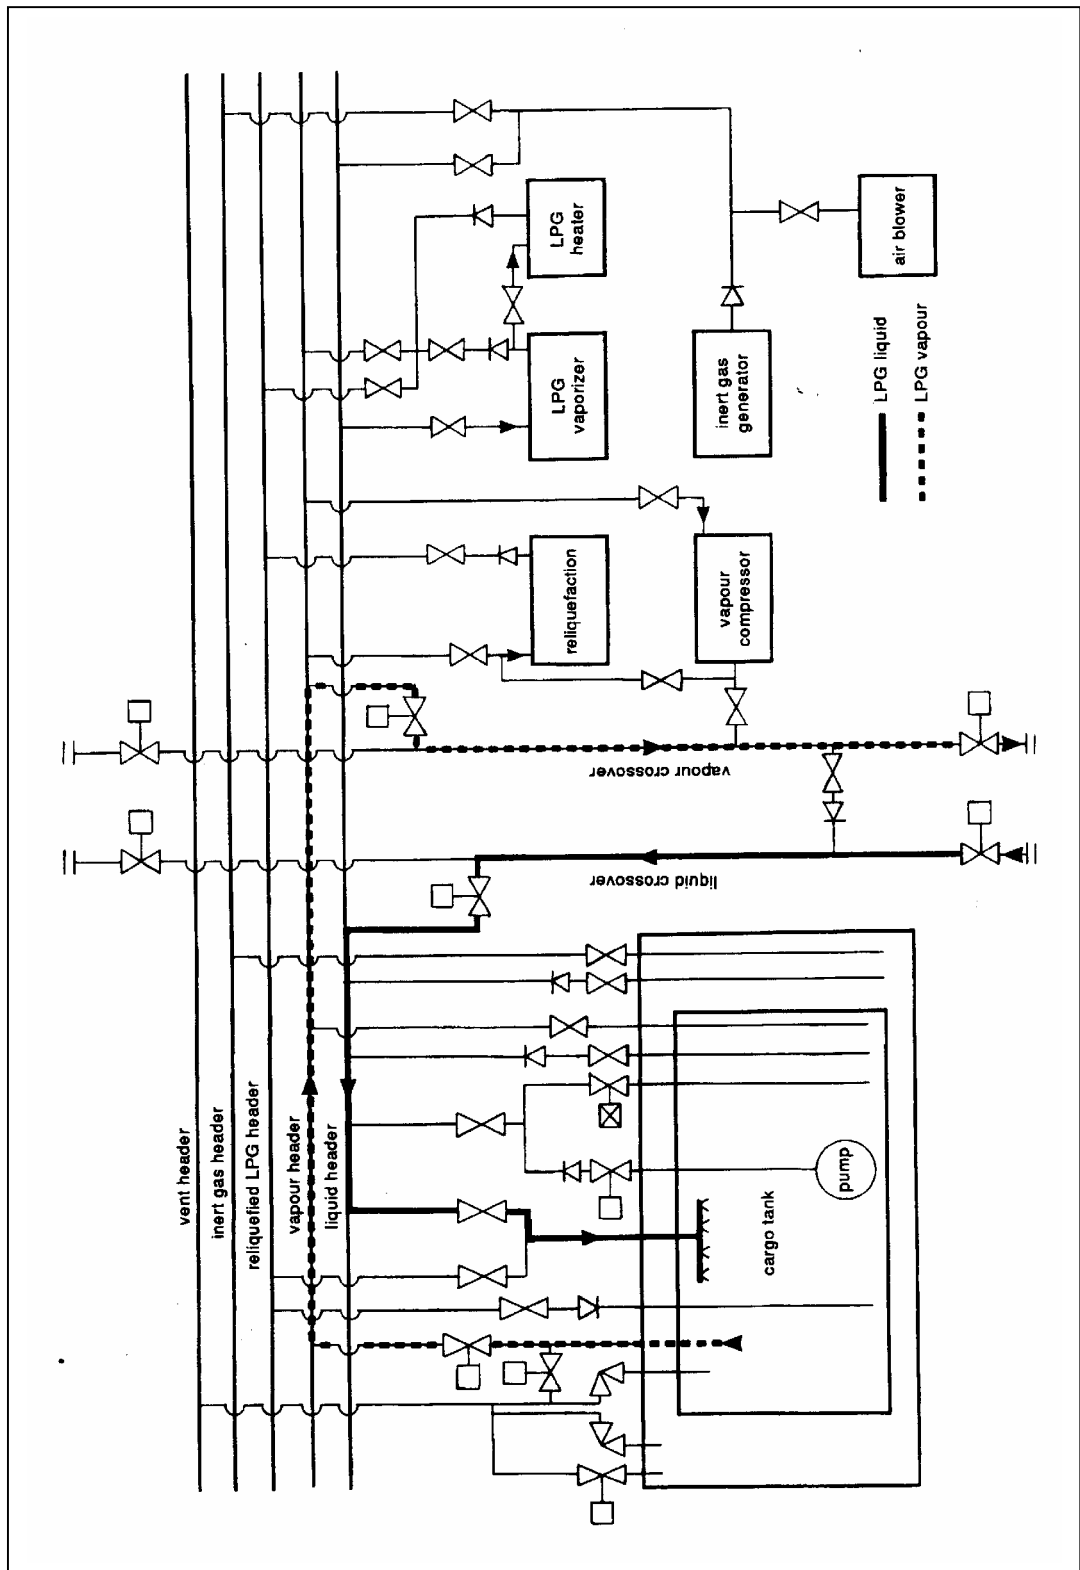 vent header
inert gas header
reliquefied LPG header
vapour header
liquid header
cargo tank
pump
liquid crossover
vapour crossover
reliquefaction
vapour
compressor
LPG
vaporizer
LPG
heater
inert gas
generator
air blower
LPG liquid
LPG vapour